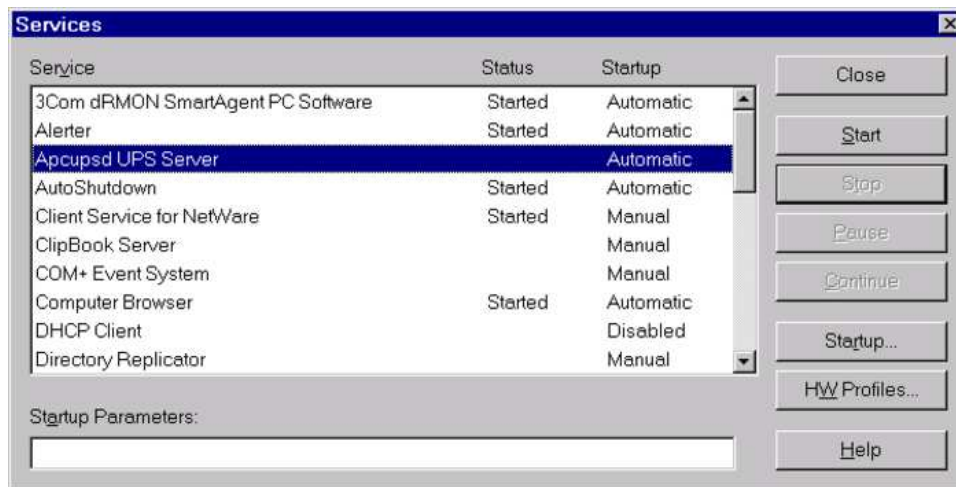 Services
Service Status Startup
3Com dRMON SmartAgent PC Software Started Automatic
Alerter Started Automatic
Apcupsd UPS Server Automatic
AutoShutdown Started Automatic
Client Service for NetWare Started Manual
ClipBook Server Manual
COM+ Event System Manual
Computer Browser Started Automatic
DHCP Client Disabled
Directory Replicator Manual
Startup Parameters:
Close
Start
Stop
Pause
Continue
Startup...
HW Profiles...
Help